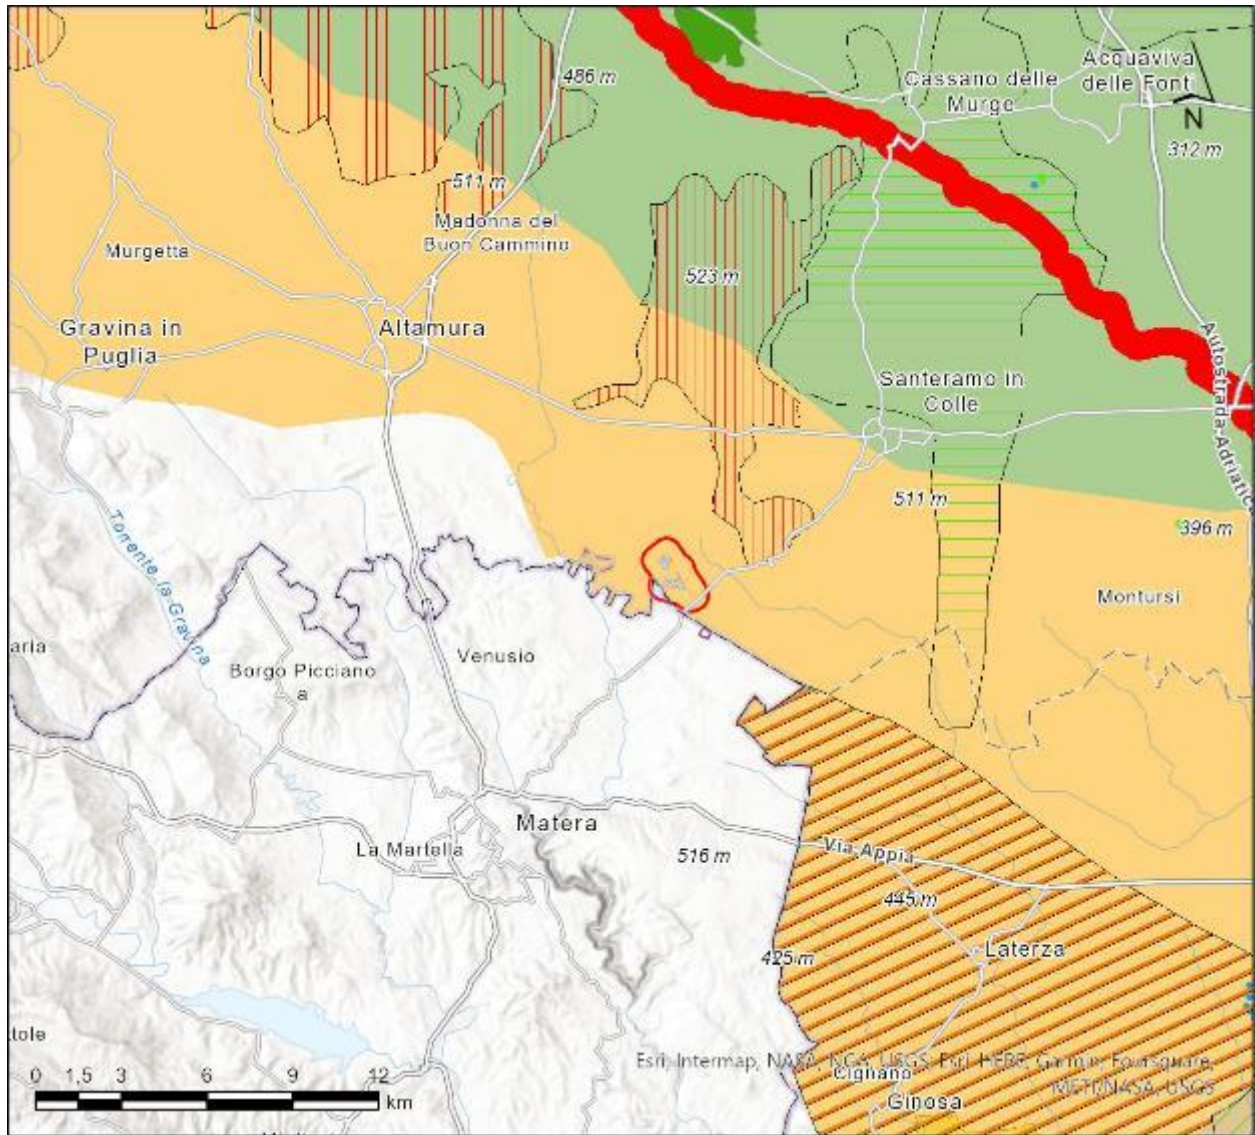 486 m
Cassano delle
Murge
Acquaviva
delle Font
N
312 m
511 m
Madonna del
Buon Cammino
Murgetta
523 m
Gravina in
Puglia
Altamura
Autostrada-Adriatic
Santeramo in
Colle
511 m
396 m
Torrente la Gravina
Montursi
aria
Borgo Picciano
a
Venusio
Matera
La Martella
516 m
Via-Appia
445 m
425 m
Laterza
ttole
Esri, Intermap, NASA, NGA, USGS, Esri, HERE, Garmin, Foursquare,
METI/NASA, USGS
Cignano
Ginosa
0 1,5 3 6 9 12
km